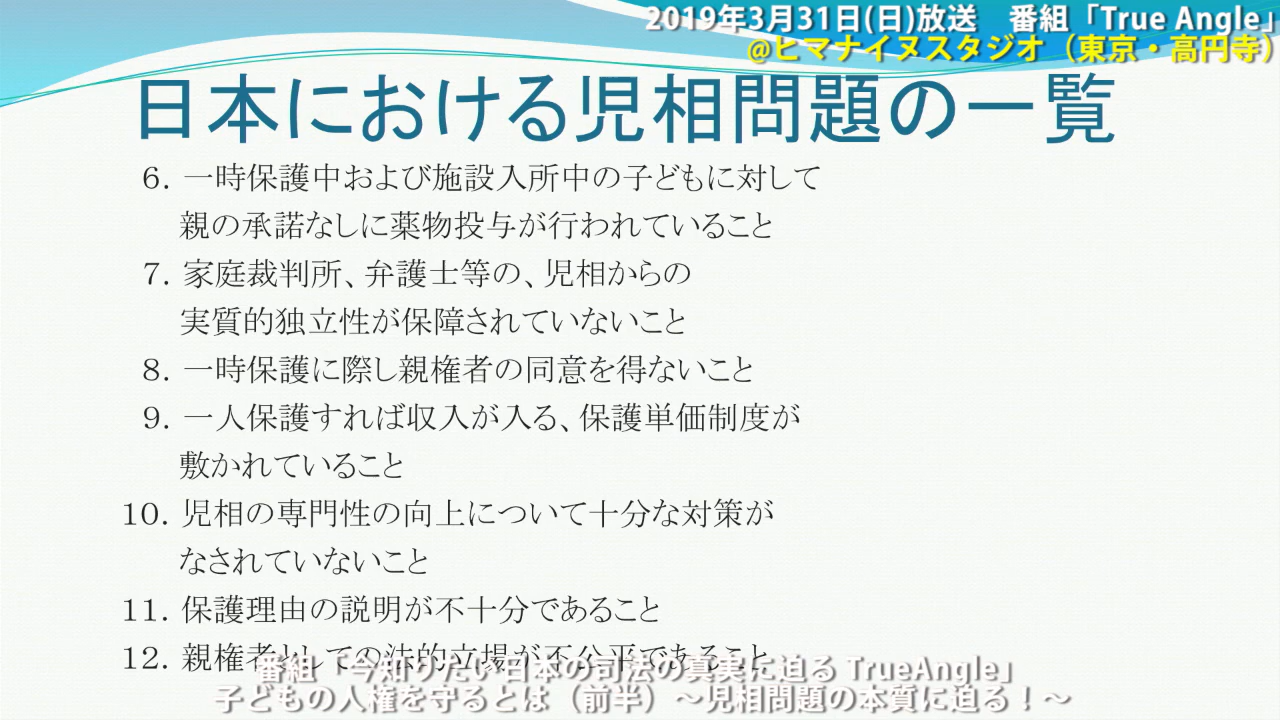 2019年3月31日(日)放送　番組「True Angle」
@ヒマナイヌスタジオ（東京・高円寺）
日本における児相問題の一覧
６．一時保護中および施設入所中の子どもに対して
親の承諾なしに薬物投与が行われていること
７．家庭裁判所、弁護士等の、児相からの
実質的独立性が保障されていないこと
８．一時保護に際し親権者の同意を得ないこと
９．一人保護すれば収入が入る、保護単価制度が
敷かれていること
10．児相の専門性の向上について十分な対策が
なされていないこと
11．保護理由の説明が不十分であること
12．親権者としての法的立場が不公平であること
番組「今知りたい日本の司法の真実に迫る TrueAngle」
子どもの人権を守るとは（前半）～児相問題の本質に迫る！～